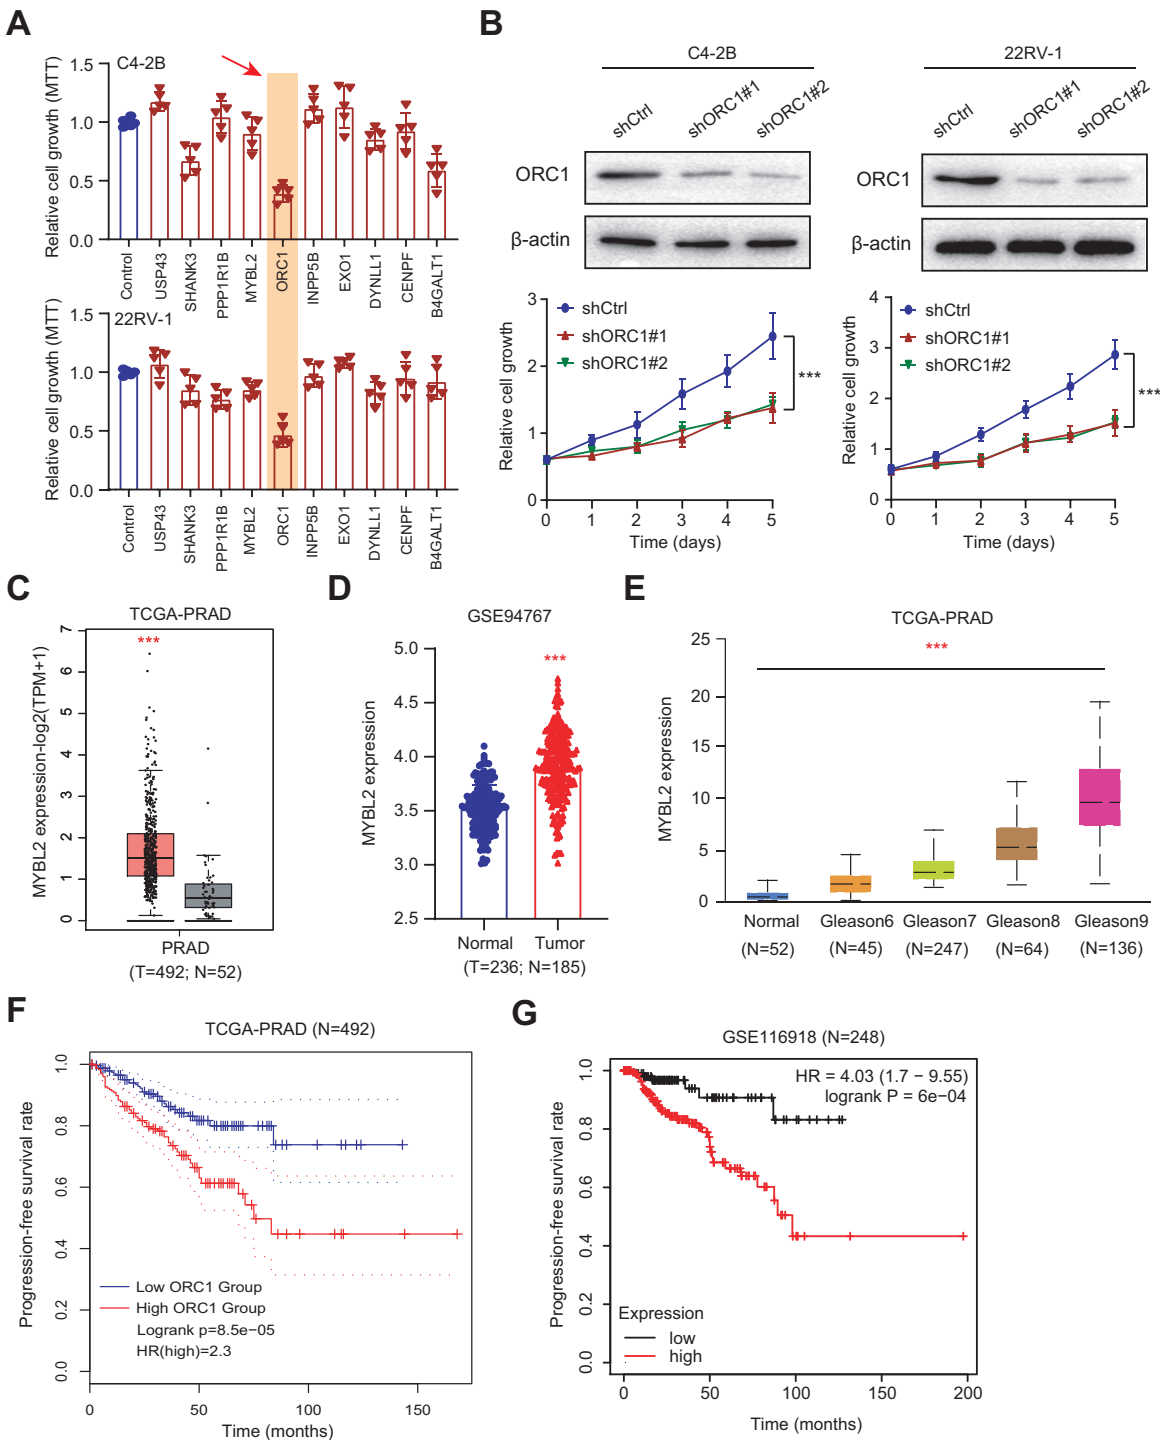 A
C4-2B
Relative cell growth (MTT)
1.5
1.0
0.5
0.0
Control
USP43
SHANK3
PPP1R1B
MYBL2
ORC1
INPP5B
EXO1
DYNLL1
CENPF
B4GALT1
22RV-1
Relative cell growth (MTT)
1.5
1.0
0.5
0.0
Control
USP43
SHANK3
PPP1R1B
MYBL2
ORC1
INPP5B
EXO1
DYNLL1
CENPF
B4GALT1
B
C4-2B
shCtrl
shORC1#1
shORC1#2
ORC1
β-actin
22RV-1
shCtrl
shORC1#1
shORC1#2
ORC1
β-actin
Relative cell growth
3
2
1
0
shCtrl
shORC1#1
shORC1#2
***
0 1 2 3 4 5
Time (days)
Relative cell growth
4
3
2
1
0
shCtrl
shORC1#1
shORC1#2
***
0 1 2 3 4 5
Time (days)
C
TCGA-PRAD
MYBL2 expression-log2(TPM+1)
7
6
5
4
3
2
1
0
***
PRAD
(T=492; N=52)
D
GSE94767
MYBL2 expression
5.0
4.5
4.0
3.5
3.0
2.5
***
Normal Tumor
(T=236; N=185)
E
TCGA-PRAD
MYBL2 expression
25
20
15
10
5
0
***
Normal Gleason6 Gleason7 Gleason8 Gleason9
(N=52) (N=45) (N=247) (N=64) (N=136)
F
TCGA-PRAD (N=492)
Progression-free survival rate
1.0
0.8
0.6
0.4
0.2
0.0
Low ORC1 Group
High ORC1 Group
Logrank p=8.5e−05
HR(high)=2.3
0 50 100 150
Time (months)
G
GSE116918 (N=248)
Progression-free survival rate
1.0
0.8
0.6
0.4
0.2
0.0
HR = 4.03 (1.7 − 9.55)
logrank P = 6e−04
Expression
low
high
0 50 100 150 200
Time (months)